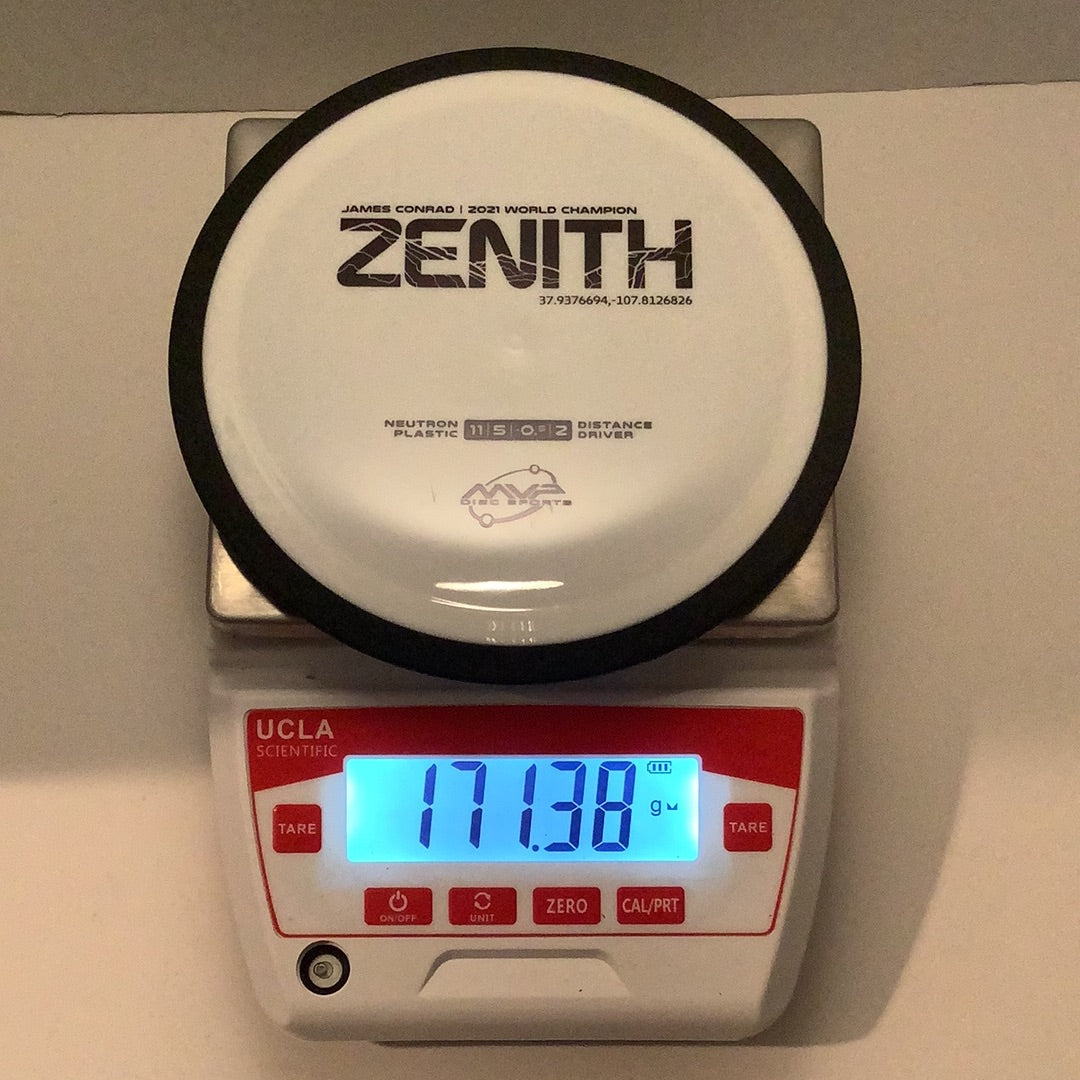 JAMES CONRAD | 2021 WORLD CHAMPION
ZENITH
37.9376694,-107.8126826
NEUTRON PLASTIC
11 5 -0.5 2
DISTANCE DRIVER
MVP
DISC SPORTS
UCLA
SCIENTIFIC
171.38 g
TARE
TARE
ON/OFF
UNIT
ZERO
CAL/PRT